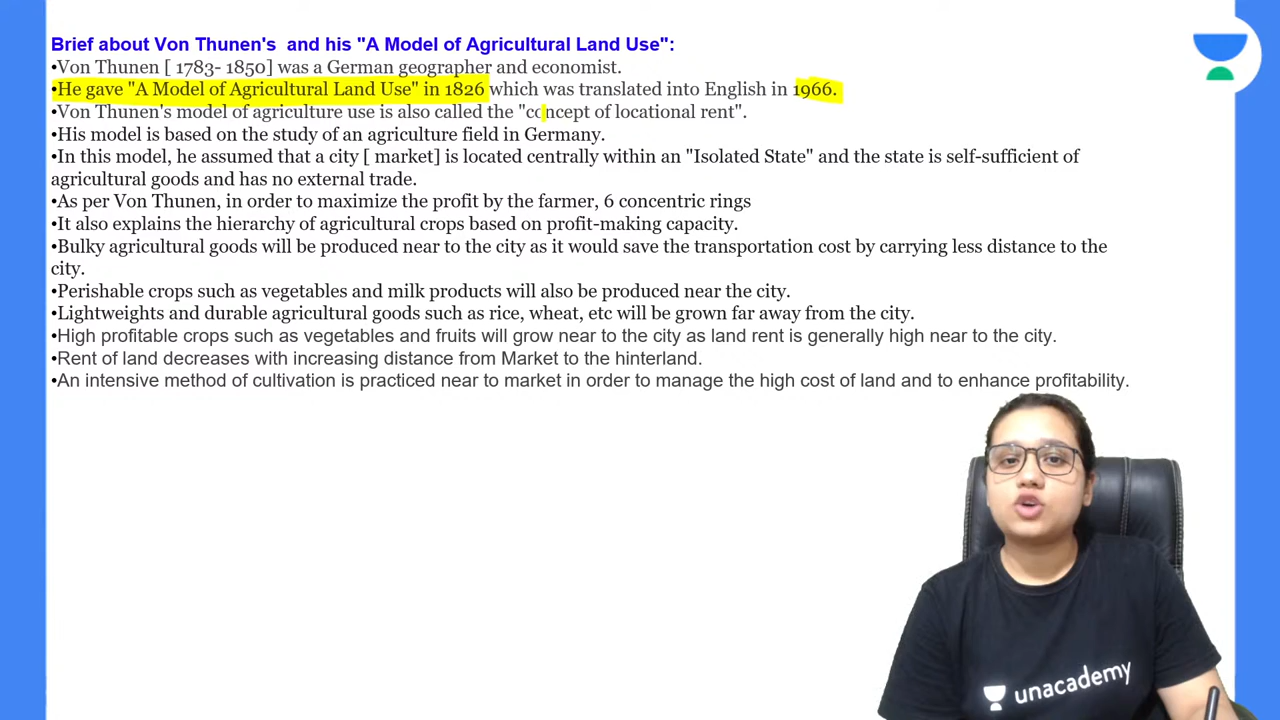 Brief about Von Thunen's  and his "A Model of Agricultural Land Use":
•Von Thunen [ 1783- 1850] was a German geographer and economist.
•He gave "A Model of Agricultural Land Use" in 1826 which was translated into English in 1966.
•Von Thunen's model of agriculture use is also called the "concept of locational rent".
•His model is based on the study of an agriculture field in Germany.
•In this model, he assumed that a city [ market] is located centrally within an "Isolated State" and the state is self-sufficient of
agricultural goods and has no external trade.
•As per Von Thunen, in order to maximize the profit by the farmer, 6 concentric rings
•It also explains the hierarchy of agricultural crops based on profit-making capacity.
•Bulky agricultural goods will be produced near to the city as it would save the transportation cost by carrying less distance to the
city.
•Perishable crops such as vegetables and milk products will also be produced near the city.
•Lightweights and durable agricultural goods such as rice, wheat, etc will be grown far away from the city.
•High profitable crops such as vegetables and fruits will grow near to the city as land rent is generally high near to the city.
•Rent of land decreases with increasing distance from Market to the hinterland.
•An intensive method of cultivation is practiced near to market in order to manage the high cost of land and to enhance profitability.
unacademy